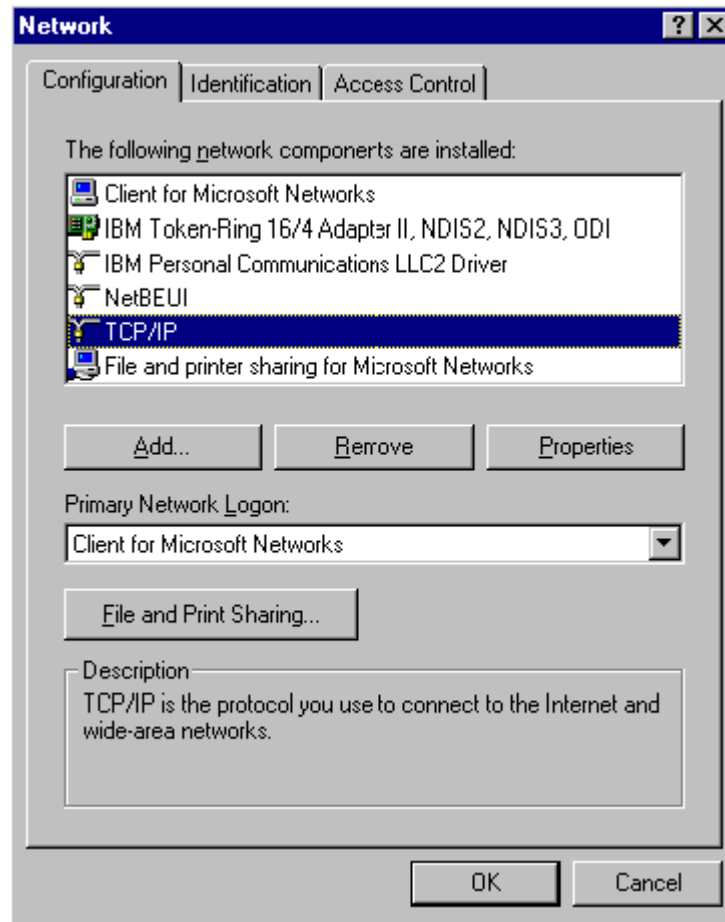 Network
Configuration Identification Access Control
The following network components are installed:
Client for Microsoft Networks
IBM Token-Ring 16/4 Adapter II, NDIS2, NDIS3, ODI
IBM Personal Communications LLC2 Driver
NetBEUI
TCP/IP
File and printer sharing for Microsoft Networks
Add... Remove Properties
Primary Network Logon:
Client for Microsoft Networks
File and Print Sharing...
Description
TCP/IP is the protocol you use to connect to the Internet and
wide-area networks.
OK Cancel